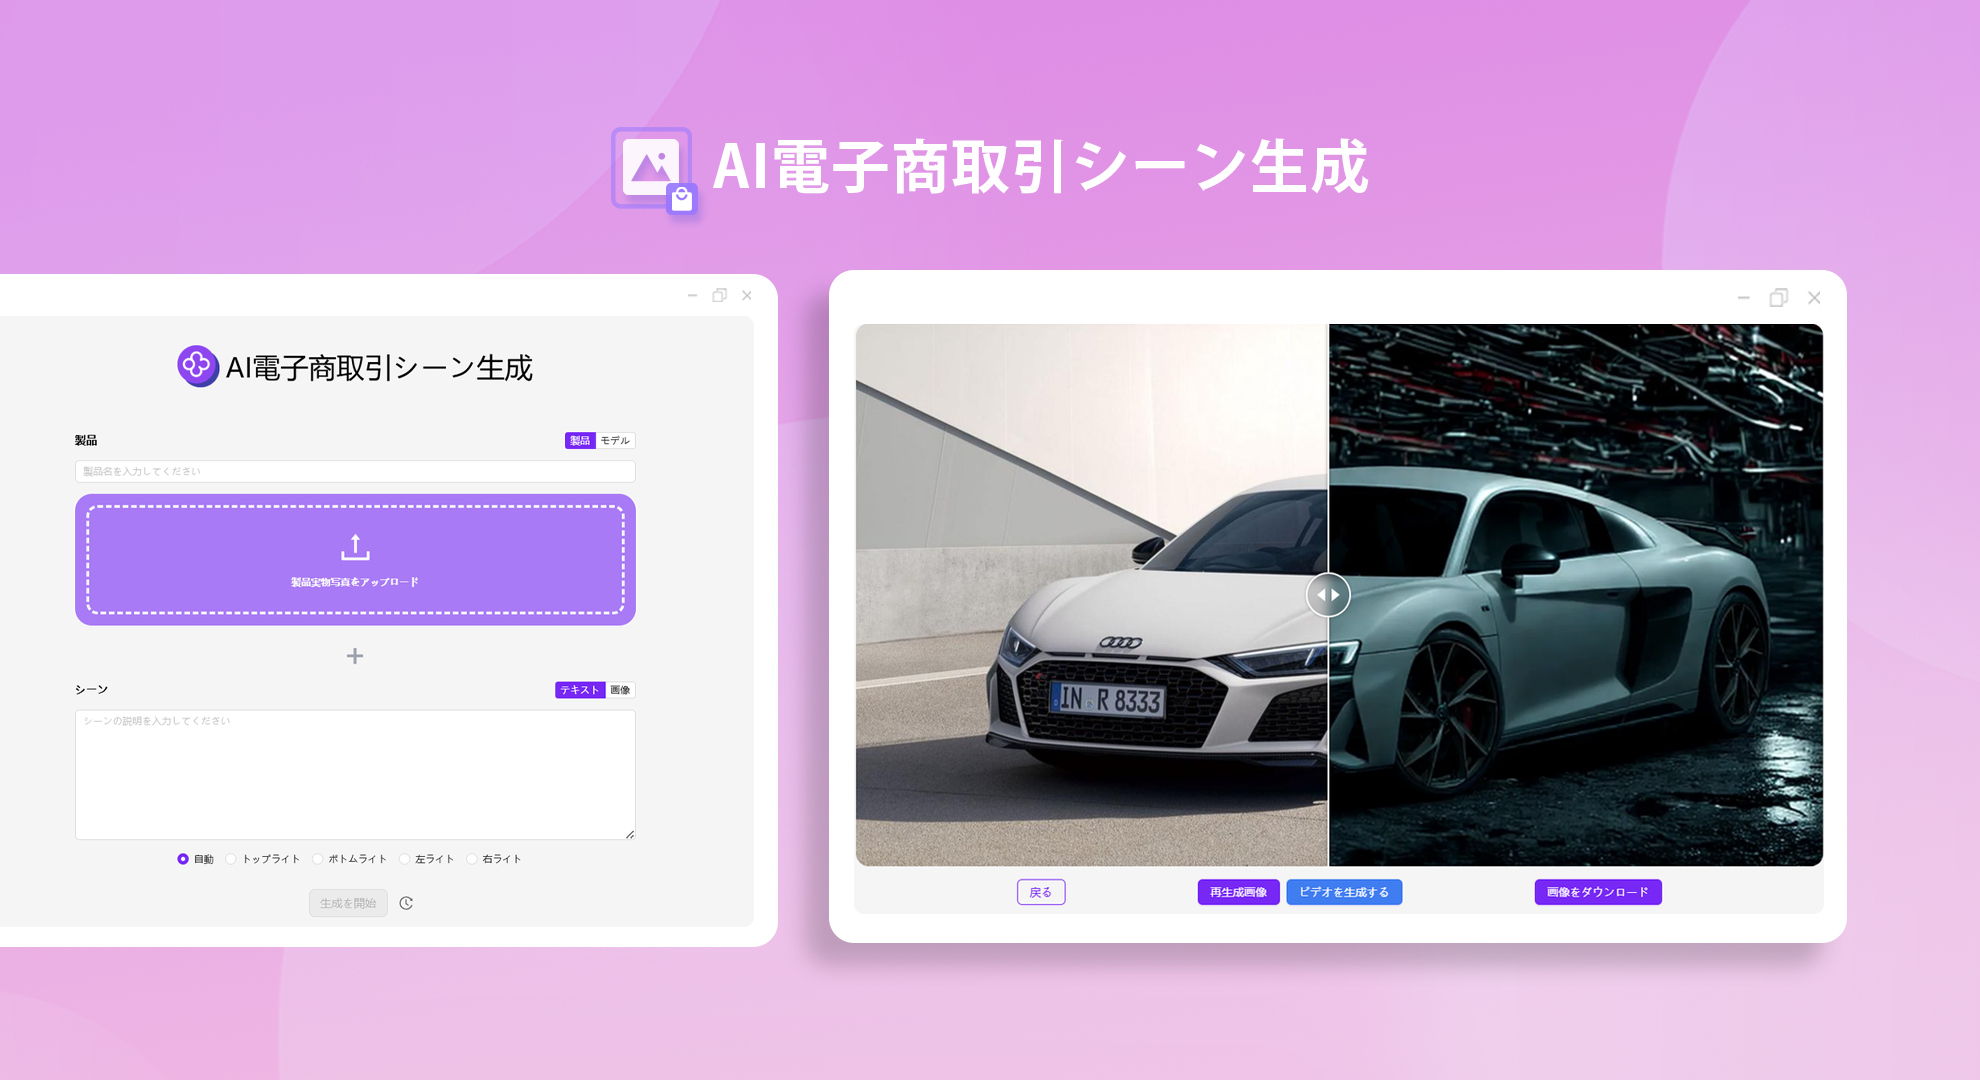 AI電子商取引シーン生成
AI電子商取引シーン生成
製品
製品 モデル
製品名を入力してください
製品実物写真をアップロード
シーン
テキスト 画像
シーンの説明を入力してください
自動 トップライト ボトムライト 左ライト 右ライト
生成を開始
IN R 8333
戻る 再生成画像 ビデオを生成する 画像をダウンロード